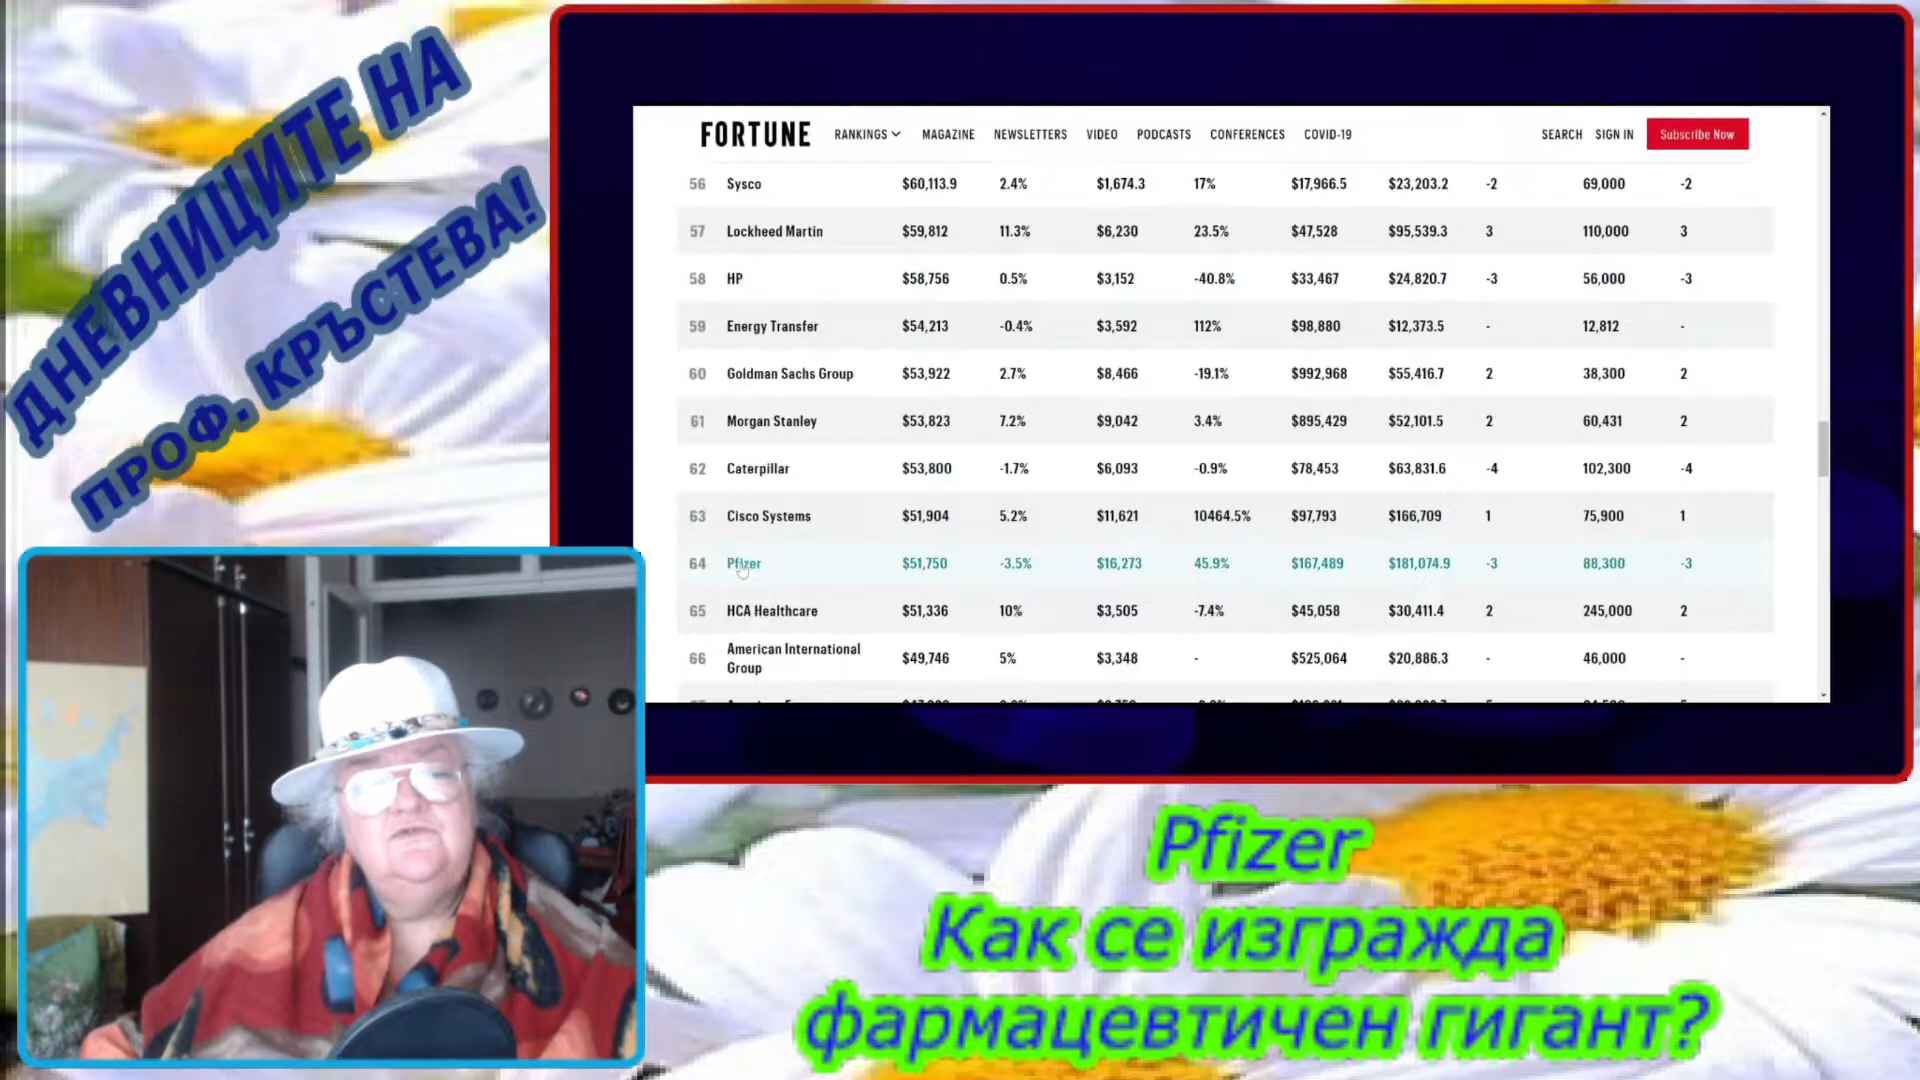 ДНЕВНИЦИТЕ НА
ПРОФ. КРЪСТЕВА!
FORTUNE RANKINGS MAGAZINE NEWSLETTERS VIDEO PODCASTS CONFERENCES COVID-19 SEARCH SIGN IN Subscribe Now
56 Sysco $60,113.9 2.4% $1,674.3 17% $17,966.5 $23,203.2 -2 69,000 -2
57 Lockheed Martin $59,812 11.3% $6,230 23.5% $47,528 $95,539.3 3 110,000 3
58 HP $58,756 0.5% $3,152 -40.8% $33,467 $24,820.7 -3 56,000 -3
59 Energy Transfer $54,213 -0.4% $3,592 112% $98,880 $12,373.5 - 12,812 -
60 Goldman Sachs Group $53,922 2.7% $8,466 -19.1% $992,968 $55,416.7 2 38,300 2
61 Morgan Stanley $53,823 7.2% $9,042 3.4% $895,429 $52,101.5 2 60,431 2
62 Caterpillar $53,800 -1.7% $6,093 -0.9% $78,453 $63,831.6 -4 102,300 -4
63 Cisco Systems $51,904 5.2% $11,621 10464.5% $97,793 $166,709 1 75,900 1
64 Pfizer $51,750 -3.5% $16,273 45.9% $167,489 $181,074.9 -3 88,300 -3
65 HCA Healthcare $51,336 10% $3,505 -7.4% $45,058 $30,411.4 2 245,000 2
66 American International Group $49,746 5% $3,348 - $525,064 $20,886.3 - 46,000 -
Pfizer
Как се изгражда
фармацевтичен гигант?